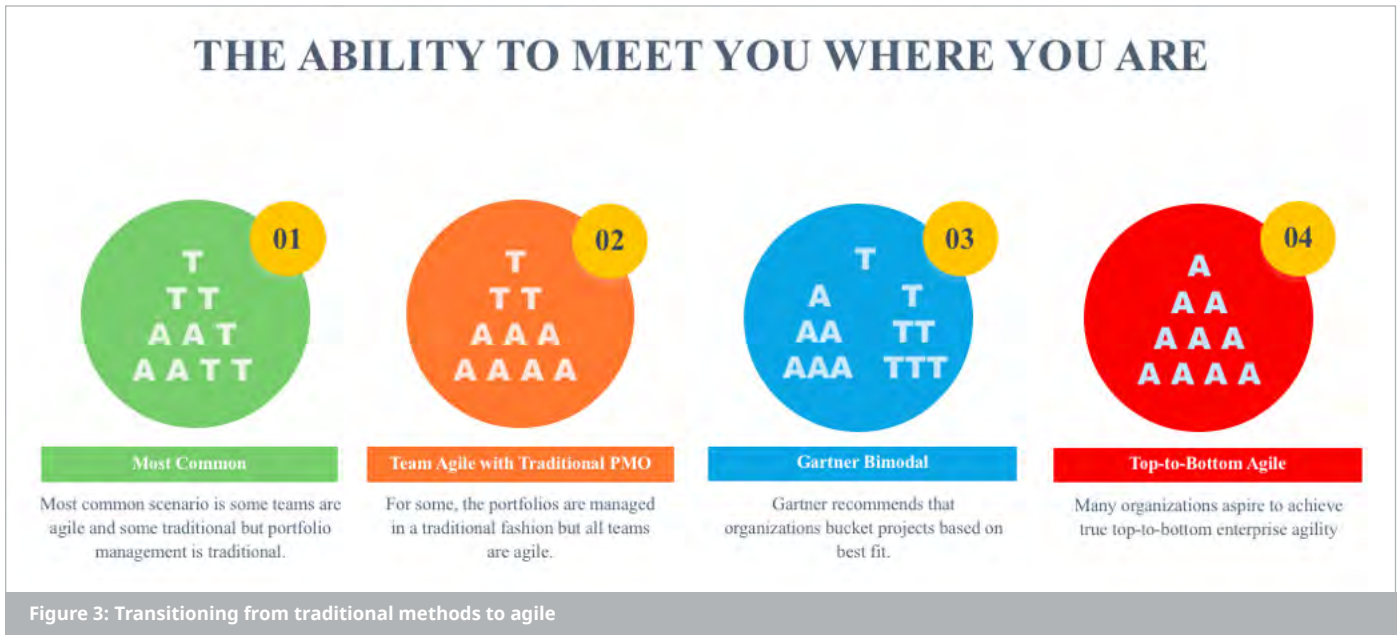 THE ABILITY TO MEET YOU WHERE YOU ARE
01
T
T T
A A T
A A T T
Most Common
Most common scenario is some teams are
agile and some traditional but portfolio
management is traditional.
02
T
T T
A A A
A A A A
Team Agile with Traditional PMO
For some, the portfolios are managed
in a traditional fashion but all teams
are agile.
03
T
A T
AA TT
AAA TTT
Gartner Bimodal
Gartner recommends that
organizations bucket projects based on
best fit.
04
A
A A
A A A
A A A A
Top-to-Bottom Agile
Many organizations aspire to achieve
true top-to-bottom enterprise agility
Figure 3: Transitioning from traditional methods to agile